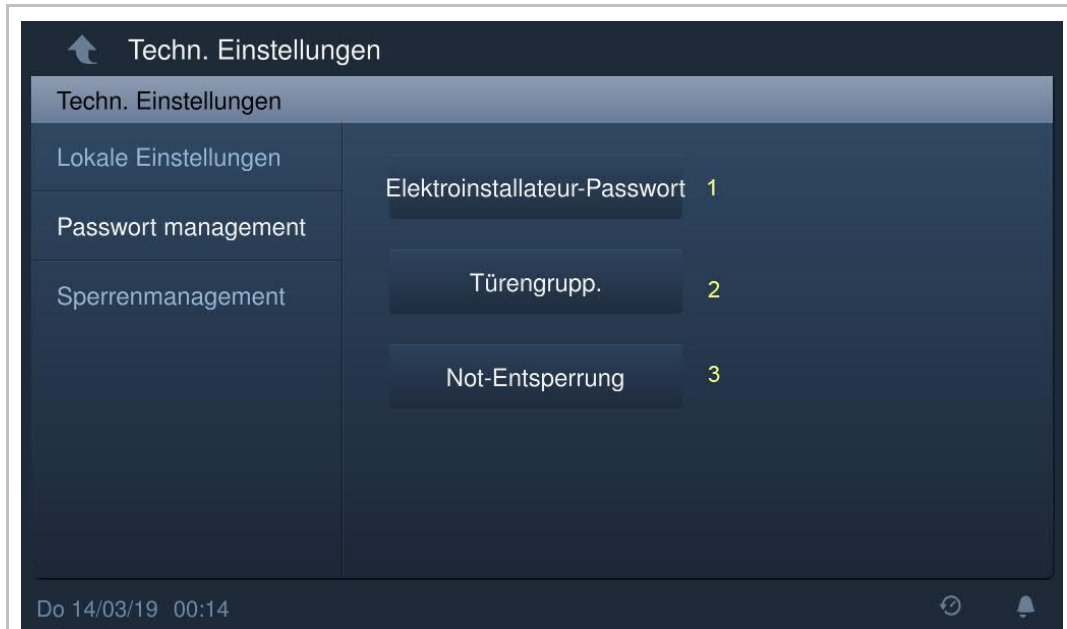 Techn. Einstellungen
Techn. Einstellungen
Lokale Einstellungen
Passwort management
Sperrenmanagement
Elektroinstallateur-Passwort 1
Türengrupp. 2
Not-Entsperrung 3
Do 14/03/19 00:14